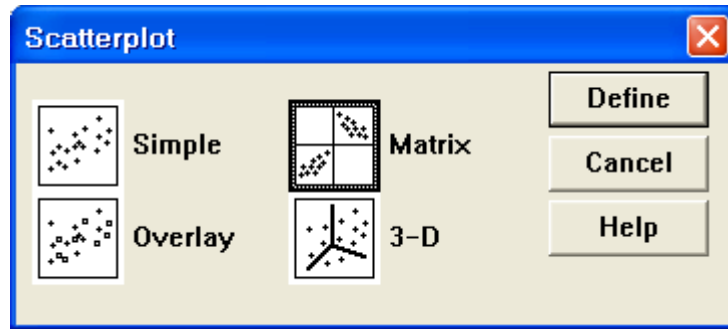 Scatterplot
Simple
Matrix
Overlay
3-D
Define
Cancel
Help